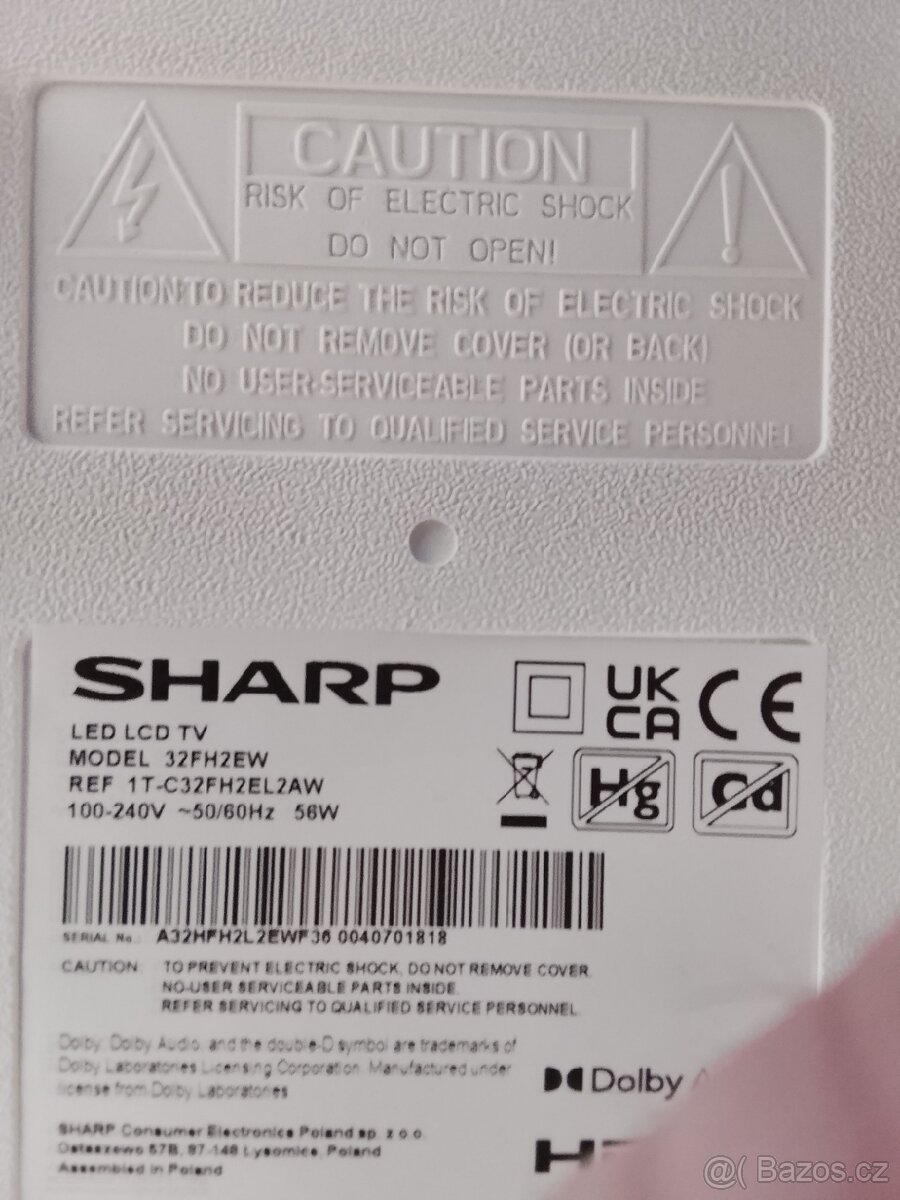 CAUTION
RISK OF ELECTRIC SHOCK
DO NOT OPEN!
CAUTION:TO REDUCE THE RISK OF ELECTRIC SHOCK
DO NOT REMOVE COVER (OR BACK)
NO USER-SERVICEABLE PARTS INSIDE
REFER SERVICING TO QUALIFIED SERVICE PERSONNEL
SHARP
LED LCD TV
MODEL 32FH2EW
REF 1T-C32FH2EL2AW
100-240V ~50/60Hz 56W
UK
CA
CE
Hg
Cd
SERIAL No.: A32HFH2L2EWF36 0040701818
CAUTION: TO PREVENT ELECTRIC SHOCK, DO NOT REMOVE COVER.
NO-USER SERVICEABLE PARTS INSIDE.
REFER SERVICING TO QUALIFIED SERVICE PERSONNEL.
Dolby, Dolby Audio, and the double-D symbol are trademarks of
Dolby Laboratories Licensing Corporation. Manufactured under
license from Dolby Laboratories
Dolby
SHARP Consumer Electronics Poland sp. z o.o.
Ostaszewo 57B, 87-148 Lysomice, Poland
Assembled in Poland
@( Bazos.cz